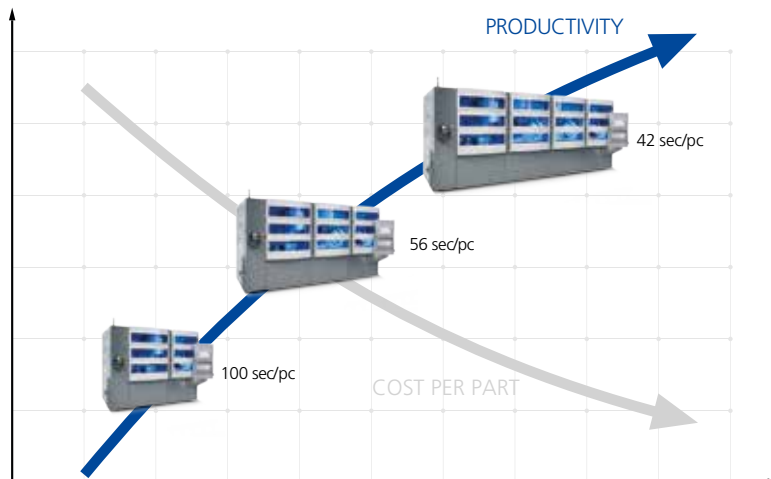 PRODUCTIVITY
42 sec/pc
56 sec/pc
100 sec/pc
COST PER PART